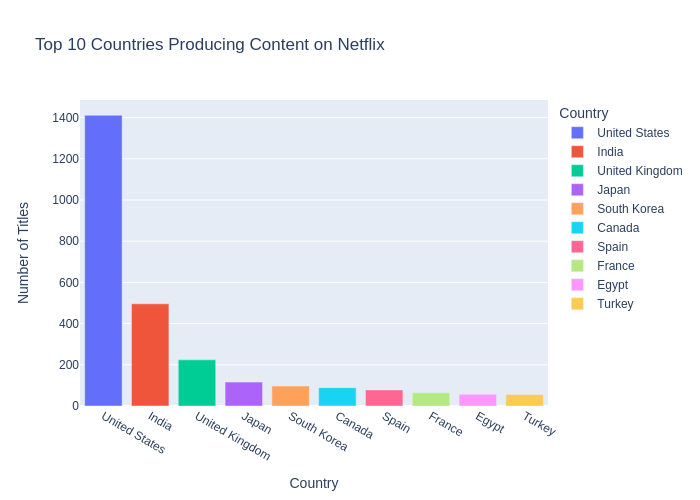 Top 10 Countries Producing Content on Netflix
1400
1200
1000
800
600
400
200
0
Number of Titles
United States
India
United Kingdom
Japan
South Korea
Canada
Spain
France
Egypt
Turkey
Country
Country
United States
India
United Kingdom
Japan
South Korea
Canada
Spain
France
Egypt
Turkey